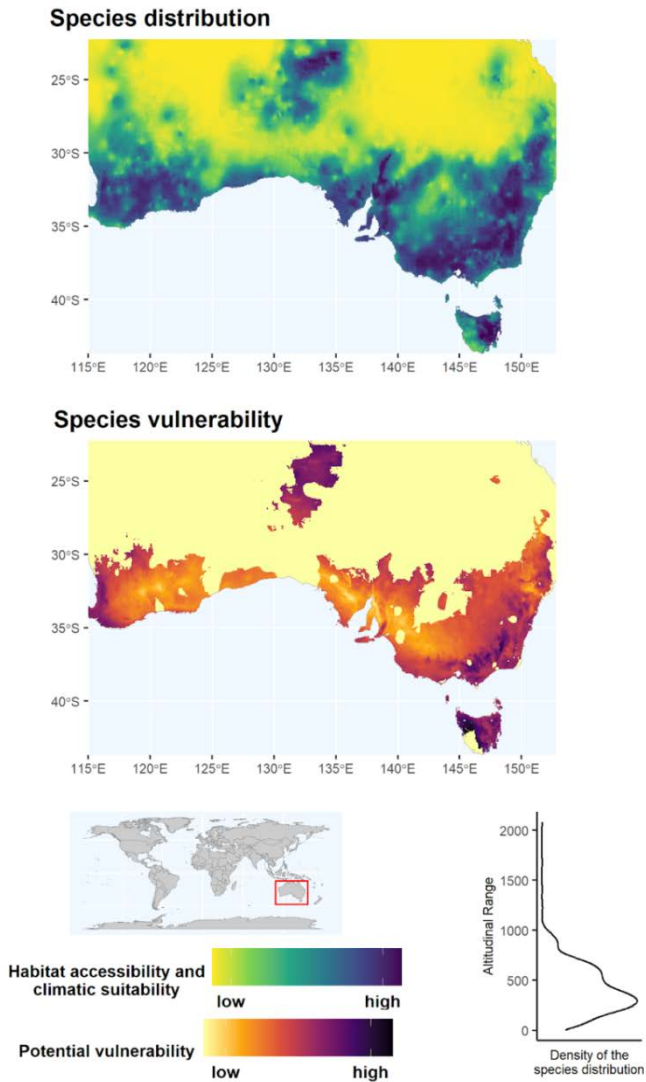 Species distribution
25°S
30°S
35°S
40°S
115°E 120°E 125°E 130°E 135°E 140°E 145°E 150°E
Species vulnerability
25°S
30°S
35°S
40°S
115°E 120°E 125°E 130°E 135°E 140°E 145°E 150°E
Habitat accessibility and
climatic suitability
low high
Potential vulnerability
low high
2000
1500
1000
500
0
Altitudinal Range
Density of the
species distribution